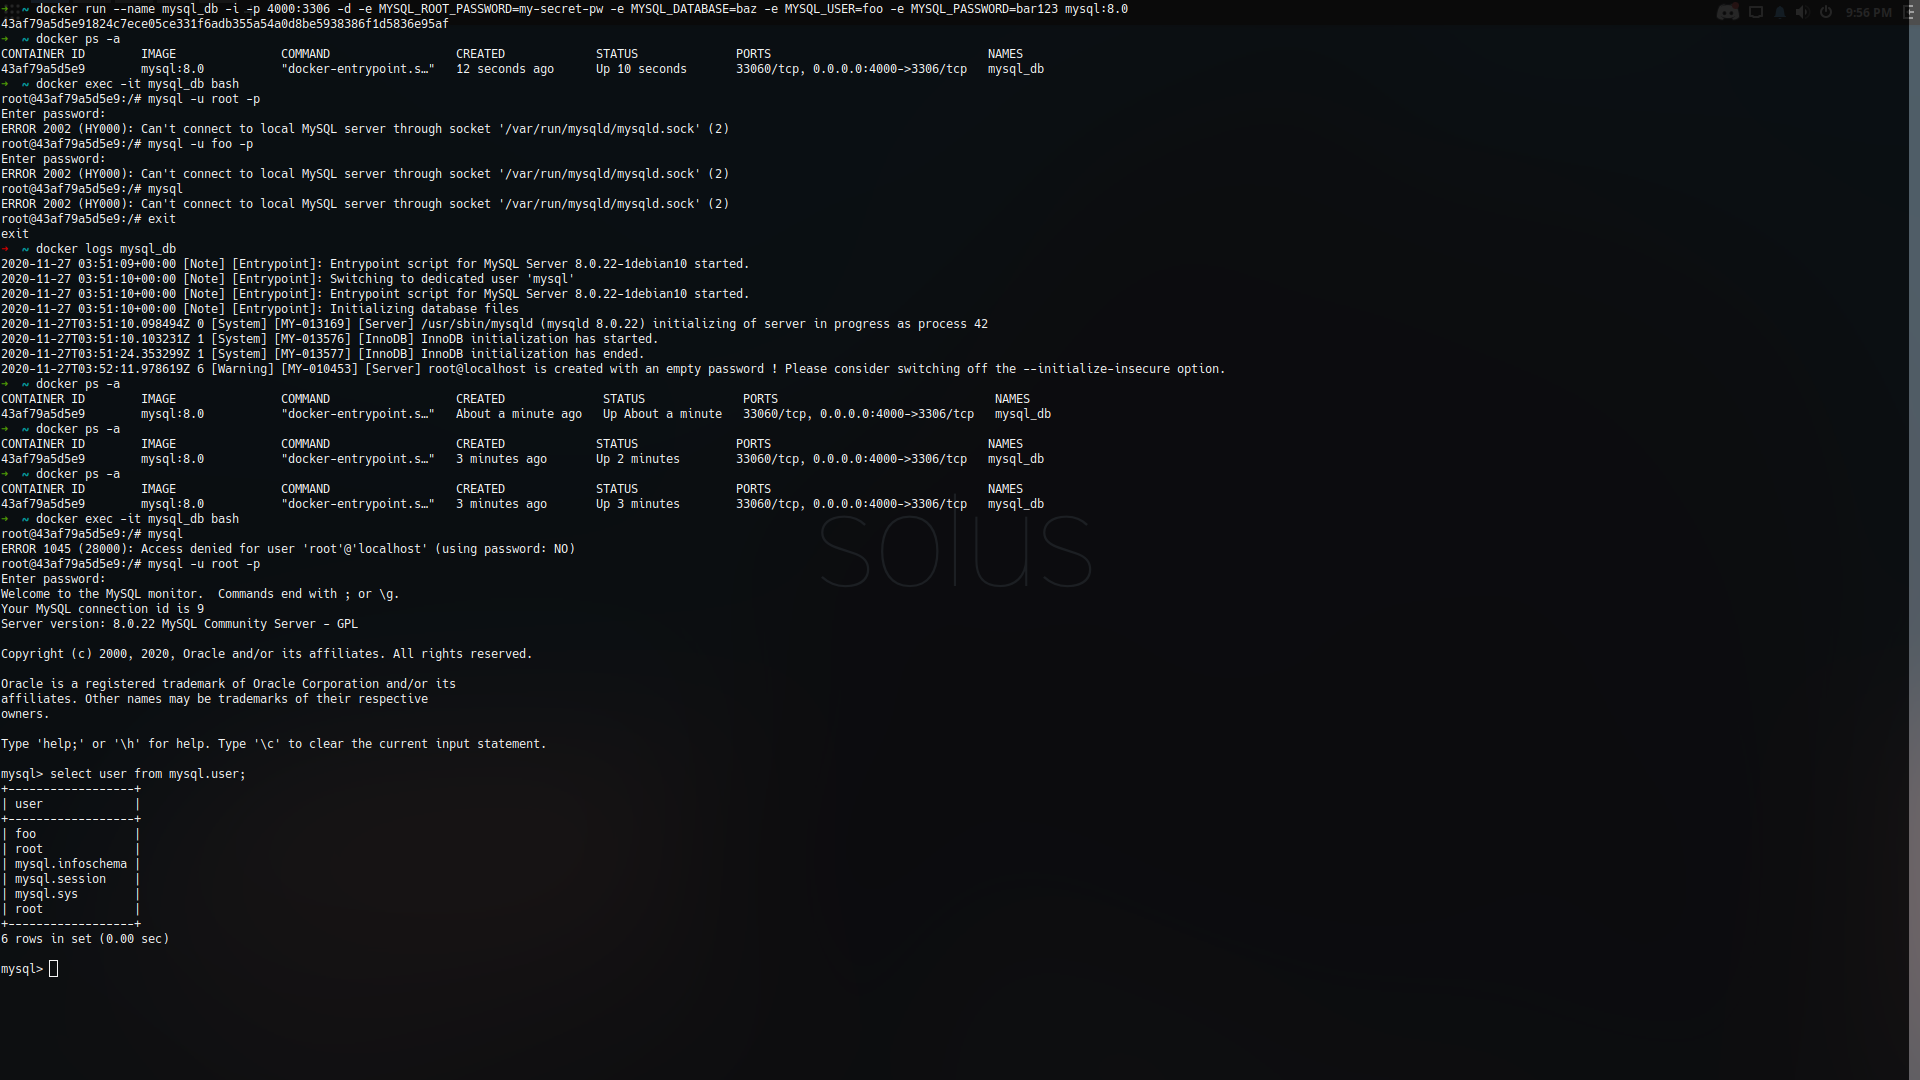 ➜  ~ docker run --name mysql_db -i -p 4000:3306 -d -e MYSQL_ROOT_PASSWORD=my-secret-pw -e MYSQL_DATABASE=baz -e MYSQL_USER=foo -e MYSQL_PASSWORD=bar123 mysql:8.0
9:56 PM
43af79a5d5e91824c7ece05ce331f6adb355a54a0d8be5938386f1d5836e95af
➜  ~ docker ps -a
CONTAINER ID        IMAGE               COMMAND                  CREATED             STATUS              PORTS                               NAMES
43af79a5d5e9        mysql:8.0           "docker-entrypoint.s…"   12 seconds ago      Up 10 seconds       33060/tcp, 0.0.0.0:4000->3306/tcp   mysql_db
➜  ~ docker exec -it mysql_db bash
root@43af79a5d5e9:/# mysql -u root -p
Enter password:
ERROR 2002 (HY000): Can't connect to local MySQL server through socket '/var/run/mysqld/mysqld.sock' (2)
root@43af79a5d5e9:/# mysql -u foo -p
Enter password:
ERROR 2002 (HY000): Can't connect to local MySQL server through socket '/var/run/mysqld/mysqld.sock' (2)
root@43af79a5d5e9:/# mysql
ERROR 2002 (HY000): Can't connect to local MySQL server through socket '/var/run/mysqld/mysqld.sock' (2)
root@43af79a5d5e9:/# exit
exit
➜  ~ docker logs mysql_db
2020-11-27 03:51:09+00:00 [Note] [Entrypoint]: Entrypoint script for MySQL Server 8.0.22-1debian10 started.
2020-11-27 03:51:10+00:00 [Note] [Entrypoint]: Switching to dedicated user 'mysql'
2020-11-27 03:51:10+00:00 [Note] [Entrypoint]: Entrypoint script for MySQL Server 8.0.22-1debian10 started.
2020-11-27 03:51:10+00:00 [Note] [Entrypoint]: Initializing database files
2020-11-27T03:51:10.098494Z 0 [System] [MY-013169] [Server] /usr/sbin/mysqld (mysqld 8.0.22) initializing of server in progress as process 42
2020-11-27T03:51:10.103231Z 1 [System] [MY-013576] [InnoDB] InnoDB initialization has started.
2020-11-27T03:51:24.353299Z 1 [System] [MY-013577] [InnoDB] InnoDB initialization has ended.
2020-11-27T03:52:11.978619Z 6 [Warning] [MY-010453] [Server] root@localhost is created with an empty password ! Please consider switching off the --initialize-insecure option.
➜  ~ docker ps -a
CONTAINER ID        IMAGE               COMMAND                  CREATED              STATUS              PORTS                               NAMES
43af79a5d5e9        mysql:8.0           "docker-entrypoint.s…"   About a minute ago   Up About a minute   33060/tcp, 0.0.0.0:4000->3306/tcp   mysql_db
➜  ~ docker ps -a
CONTAINER ID        IMAGE               COMMAND                  CREATED             STATUS              PORTS                               NAMES
43af79a5d5e9        mysql:8.0           "docker-entrypoint.s…"   3 minutes ago       Up 2 minutes        33060/tcp, 0.0.0.0:4000->3306/tcp   mysql_db
➜  ~ docker ps -a
CONTAINER ID        IMAGE               COMMAND                  CREATED             STATUS              PORTS                               NAMES
43af79a5d5e9        mysql:8.0           "docker-entrypoint.s…"   3 minutes ago       Up 3 minutes        33060/tcp, 0.0.0.0:4000->3306/tcp   mysql_db
➜  ~ docker exec -it mysql_db bash
root@43af79a5d5e9:/# mysql
ERROR 1045 (28000): Access denied for user 'root'@'localhost' (using password: NO)
root@43af79a5d5e9:/# mysql -u root -p
Enter password:
Welcome to the MySQL monitor.  Commands end with ; or \g.
Your MySQL connection id is 9
Server version: 8.0.22 MySQL Community Server - GPL
solus
Copyright (c) 2000, 2020, Oracle and/or its affiliates. All rights reserved.
Oracle is a registered trademark of Oracle Corporation and/or its
affiliates. Other names may be trademarks of their respective
owners.
Type 'help;' or '\h' for help. Type '\c' to clear the current input statement.
mysql> select user from mysql.user;
+------------------+
| user             |
+------------------+
| foo              |
| root             |
| mysql.infoschema |
| mysql.session    |
| mysql.sys        |
| root             |
+------------------+
6 rows in set (0.00 sec)
mysql>